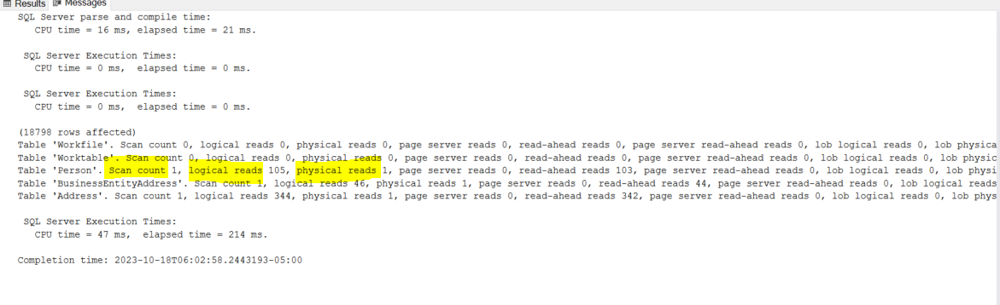 Results Messages
SQL Server parse and compile time:
CPU time = 16 ms, elapsed time = 21 ms.
SQL Server Execution Times:
CPU time = 0 ms, elapsed time = 0 ms.
SQL Server Execution Times:
CPU time = 0 ms, elapsed time = 0 ms.
(18798 rows affected)
Table 'Workfile'. Scan count 0, logical reads 0, physical reads 0, page server reads 0, read-ahead reads 0, page server read-ahead reads 0, lob logical reads 0, lob physica
Table 'Worktable'. Scan count 0, logical reads 0, physical reads 0, page server reads 0, read-ahead reads 0, page server read-ahead reads 0, lob logical reads 0, lob physic
Table 'Person'. Scan count 1, logical reads 105, physical reads 1, page server reads 0, read-ahead reads 103, page server read-ahead reads 0, lob logical reads 0, lob physi
Table 'BusinessEntityAddress'. Scan count 1, logical reads 46, physical reads 1, page server reads 0, read-ahead reads 44, page server read-ahead reads 0, lob logical reads
Table 'Address'. Scan count 1, logical reads 344, physical reads 1, page server reads 0, read-ahead reads 342, page server read-ahead reads 0, lob logical reads 0, lob phys
SQL Server Execution Times:
CPU time = 47 ms, elapsed time = 214 ms.
Completion time: 2023-10-18T06:02:58.2443193-05:00